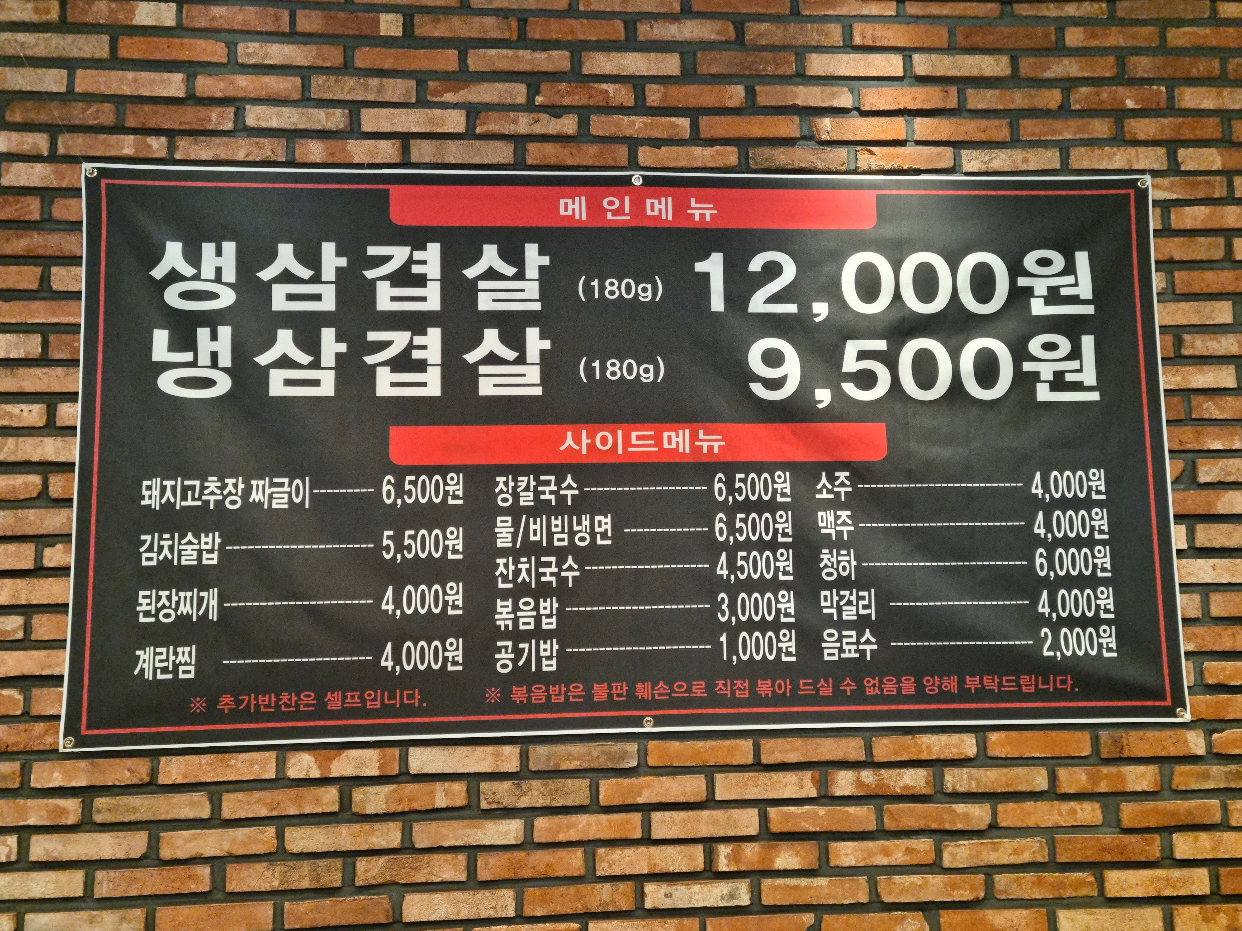 메인메뉴
생삼겹살 (180g) 12,000원
냉삼겹살 (180g) 9,500원
사이드메뉴
돼지고추장 짜글이 6,500원
김치술밥 5,500원
된장찌개 4,000원
계란찜 4,000원
장칼국수 6,500원
물/비빔냉면 6,500원
잔치국수 4,500원
볶음밥 3,000원
공기밥 1,000원
소주 4,000원
맥주 4,000원
청하 6,000원
막걸리 4,000원
음료수 2,000원
※ 추가반찬은 셀프입니다.
※ 볶음밥은 불판 훼손으로 직접 볶아 드실 수 없음을 양해 부탁드립니다.